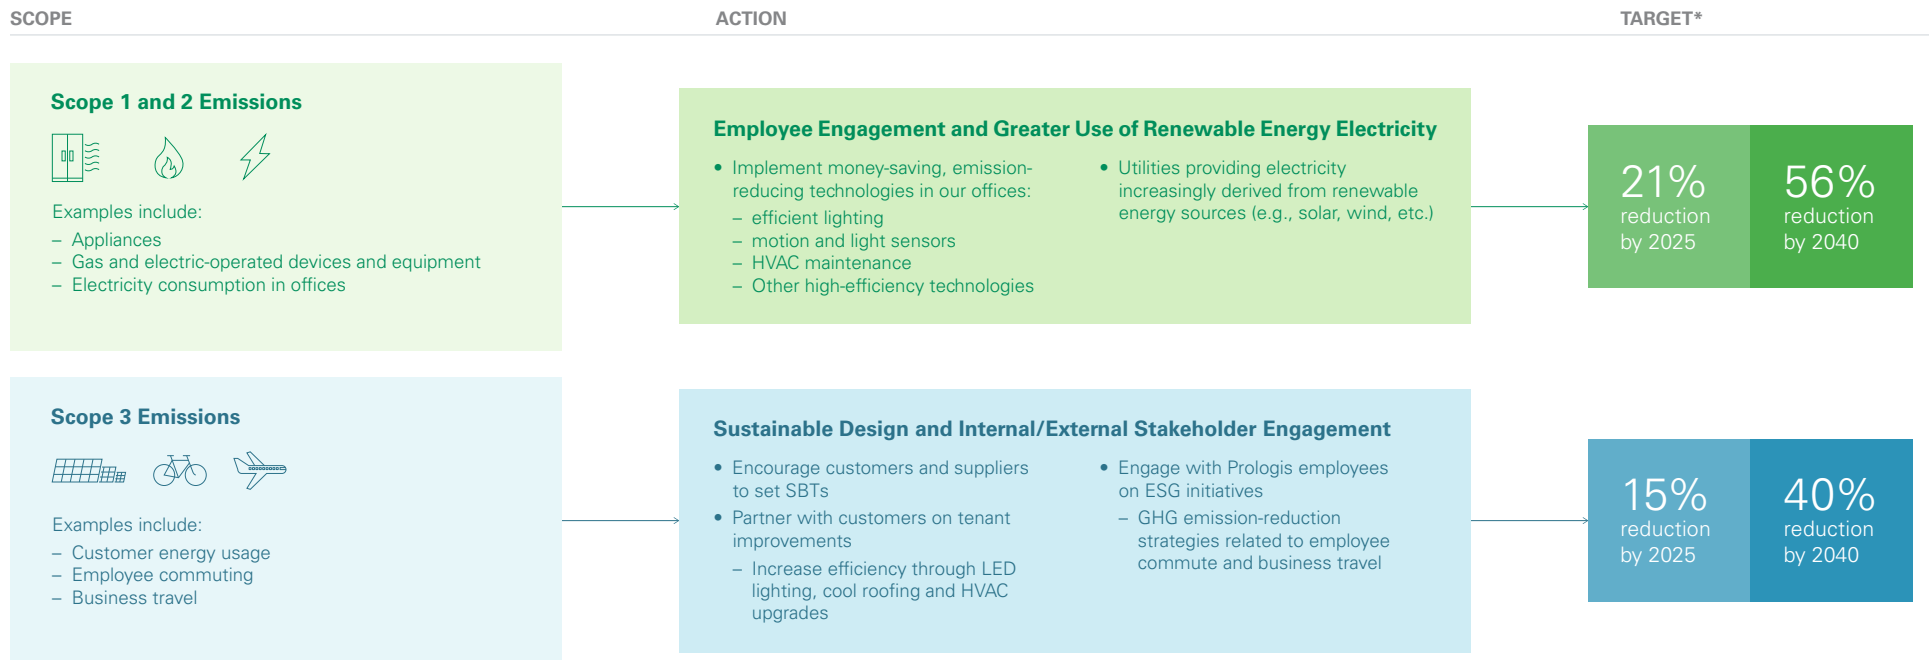 SCOPE
ACTION
TARGET*
Scope 1 and 2 Emissions
Examples include:
– Appliances
– Gas and electric-operated devices and equipment
– Electricity consumption in offices
Employee Engagement and Greater Use of Renewable Energy Electricity
• Implement money-saving, emission-
reducing technologies in our offices:
– efficient lighting
– motion and light sensors
– HVAC maintenance
– Other high-efficiency technologies
• Utilities providing electricity
increasingly derived from renewable
energy sources (e.g., solar, wind, etc.)
21%
reduction
by 2025
56%
reduction
by 2040
Scope 3 Emissions
Examples include:
– Customer energy usage
– Employee commuting
– Business travel
Sustainable Design and Internal/External Stakeholder Engagement
• Encourage customers and suppliers
to set SBTs
• Partner with customers on tenant
improvements
– Increase efficiency through LED
lighting, cool roofing and HVAC
upgrades
• Engage with Prologis employees
on ESG initiatives
– GHG emission-reduction
strategies related to employee
commute and business travel
15%
reduction
by 2025
40%
reduction
by 2040